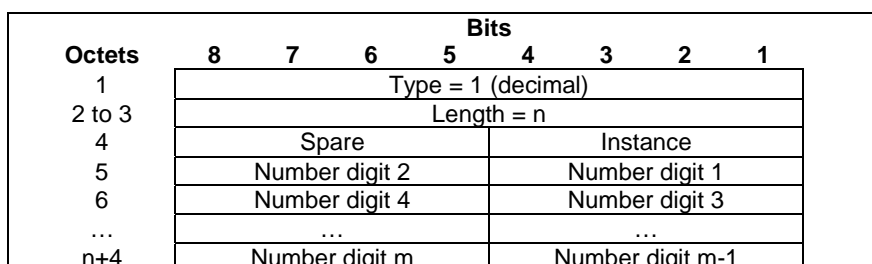 Bits
Octets 8 7 6 5 4 3 2 1
1 Type = 1 (decimal)
2 to 3 Length = n
4 Spare Instance
5 Number digit 2 Number digit 1
6 Number digit 4 Number digit 3
… … …
n+4 Number digit m Number digit m-1